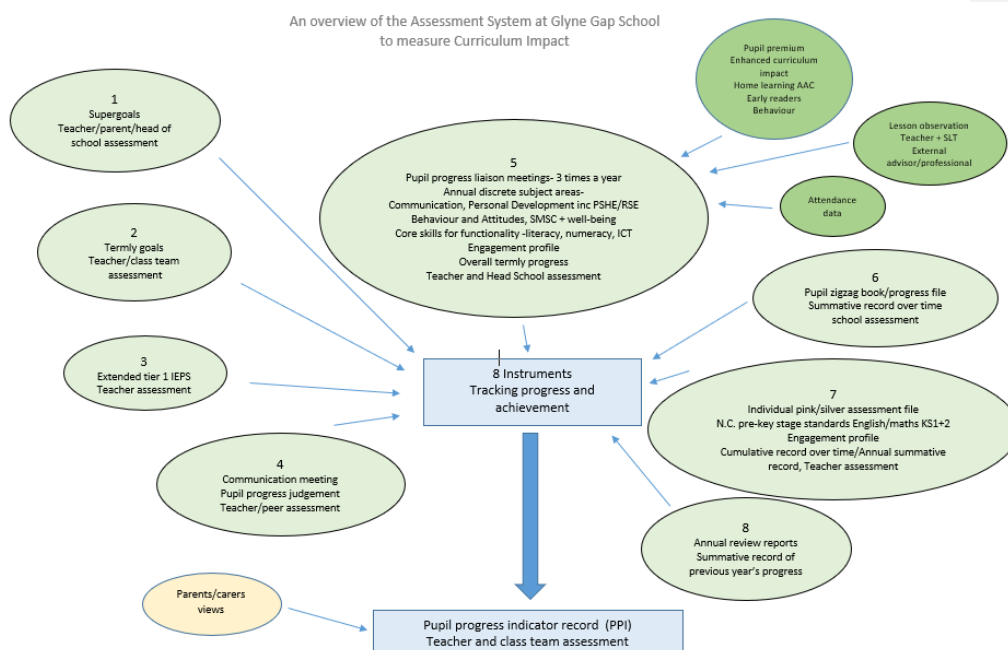 An overview of the Assessment System at Glyne Gap School
to measure Curriculum Impact
1
Supergoals
Teacher/parent/head of
school assessment
2
Termly goals
Teacher/class team
assessment
3
Extended tier 1 IEPS
Teacher assessment
4
Communication meeting
Pupil progress judgement
Teacher/peer assessment
5
Pupil progress liaison meetings- 3 times a year
Annual discrete subject areas-
Communication, Personal Development inc PSHE/RSE
Behaviour and Attitudes, SMSC + well-being
Core skills for functionality -literacy, numeracy, ICT
Engagement profile
Overall termly progress
Teacher and Head School assessment
Pupil premium
Enhanced curriculum
impact
Home learning AAC
Early readers
Behaviour
Lesson observation
Teacher + SLT
External
advisor/professional
Attendance
data
6
Pupil zigzag book/progress file
Summative record over time
school assessment
7
Individual pink/silver assessment file
N.C. pre-key stage standards English/maths KS1+2
Engagement profile
Cumulative record over time/Annual summative
record, Teacher assessment
8
Annual review reports
Summative record of
previous year's progress
8 Instruments
Tracking progress and
achievement
Parents/carers
views
Pupil progress indicator record (PPI)
Teacher and class team assessment